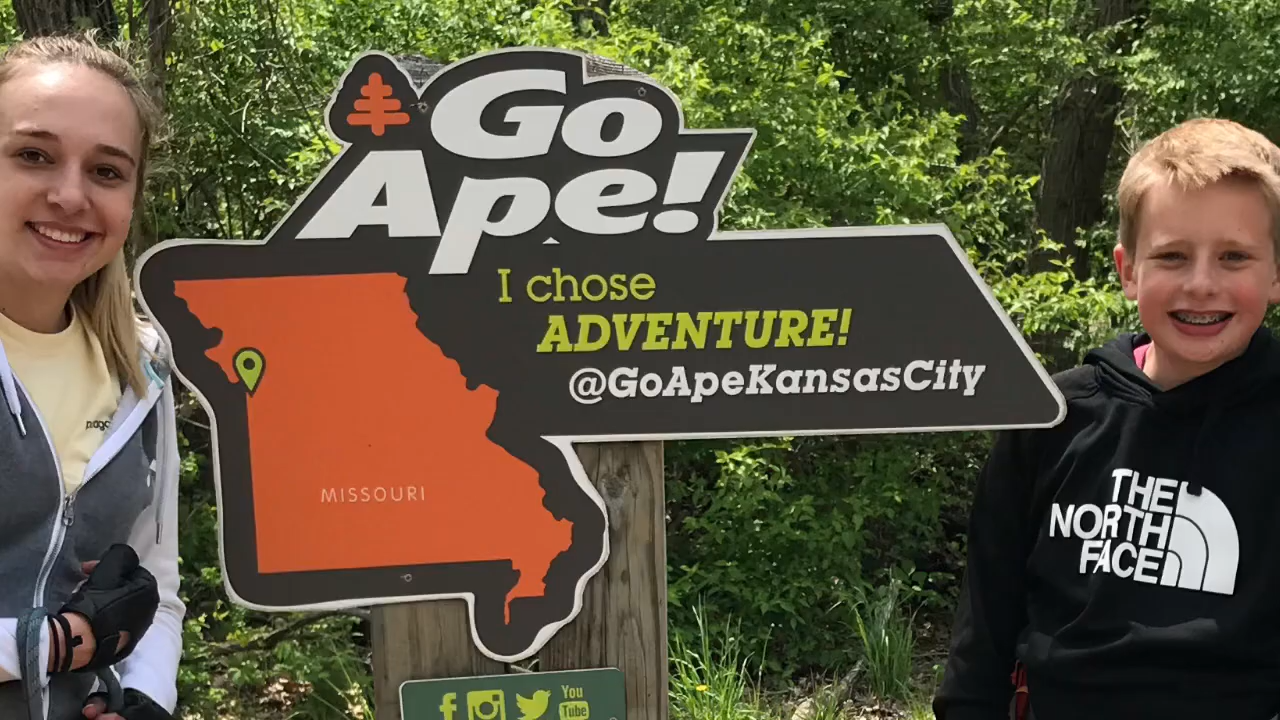 Go
Ape!
I chose
ADVENTURE!
@GoApeKansasCity
MISSOURI
THE
NORTH
FACE
You
Tube